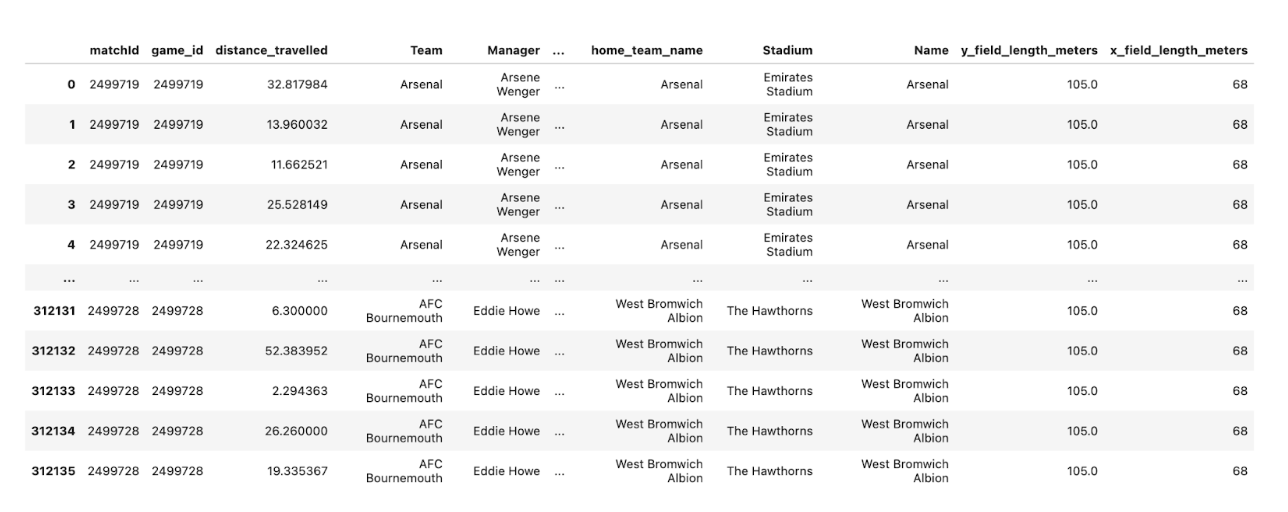 matchId game_id distance_travelled Team Manager ... home_team_name Stadium Name y_field_length_meters x_field_length_meters
0 2499719 2499719 32.817984 Arsenal Arsene Wenger ... Arsenal Emirates Stadium Arsenal 105.0 68
1 2499719 2499719 13.960032 Arsenal Arsene Wenger ... Arsenal Emirates Stadium Arsenal 105.0 68
2 2499719 2499719 11.662521 Arsenal Arsene Wenger ... Arsenal Emirates Stadium Arsenal 105.0 68
3 2499719 2499719 25.528149 Arsenal Arsene Wenger ... Arsenal Emirates Stadium Arsenal 105.0 68
4 2499719 2499719 22.324625 Arsenal Arsene Wenger ... Arsenal Emirates Stadium Arsenal 105.0 68
... ... ... ... ... ... ... ... ... ... ... ...
312131 2499728 2499728 6.300000 AFC Bournemouth Eddie Howe ... West Bromwich Albion The Hawthorns West Bromwich Albion 105.0 68
312132 2499728 2499728 52.383952 AFC Bournemouth Eddie Howe ... West Bromwich Albion The Hawthorns West Bromwich Albion 105.0 68
312133 2499728 2499728 2.294363 AFC Bournemouth Eddie Howe ... West Bromwich Albion The Hawthorns West Bromwich Albion 105.0 68
312134 2499728 2499728 26.260000 AFC Bournemouth Eddie Howe ... West Bromwich Albion The Hawthorns West Bromwich Albion 105.0 68
312135 2499728 2499728 19.335367 AFC Bournemouth Eddie Howe ... West Bromwich Albion The Hawthorns West Bromwich Albion 105.0 68